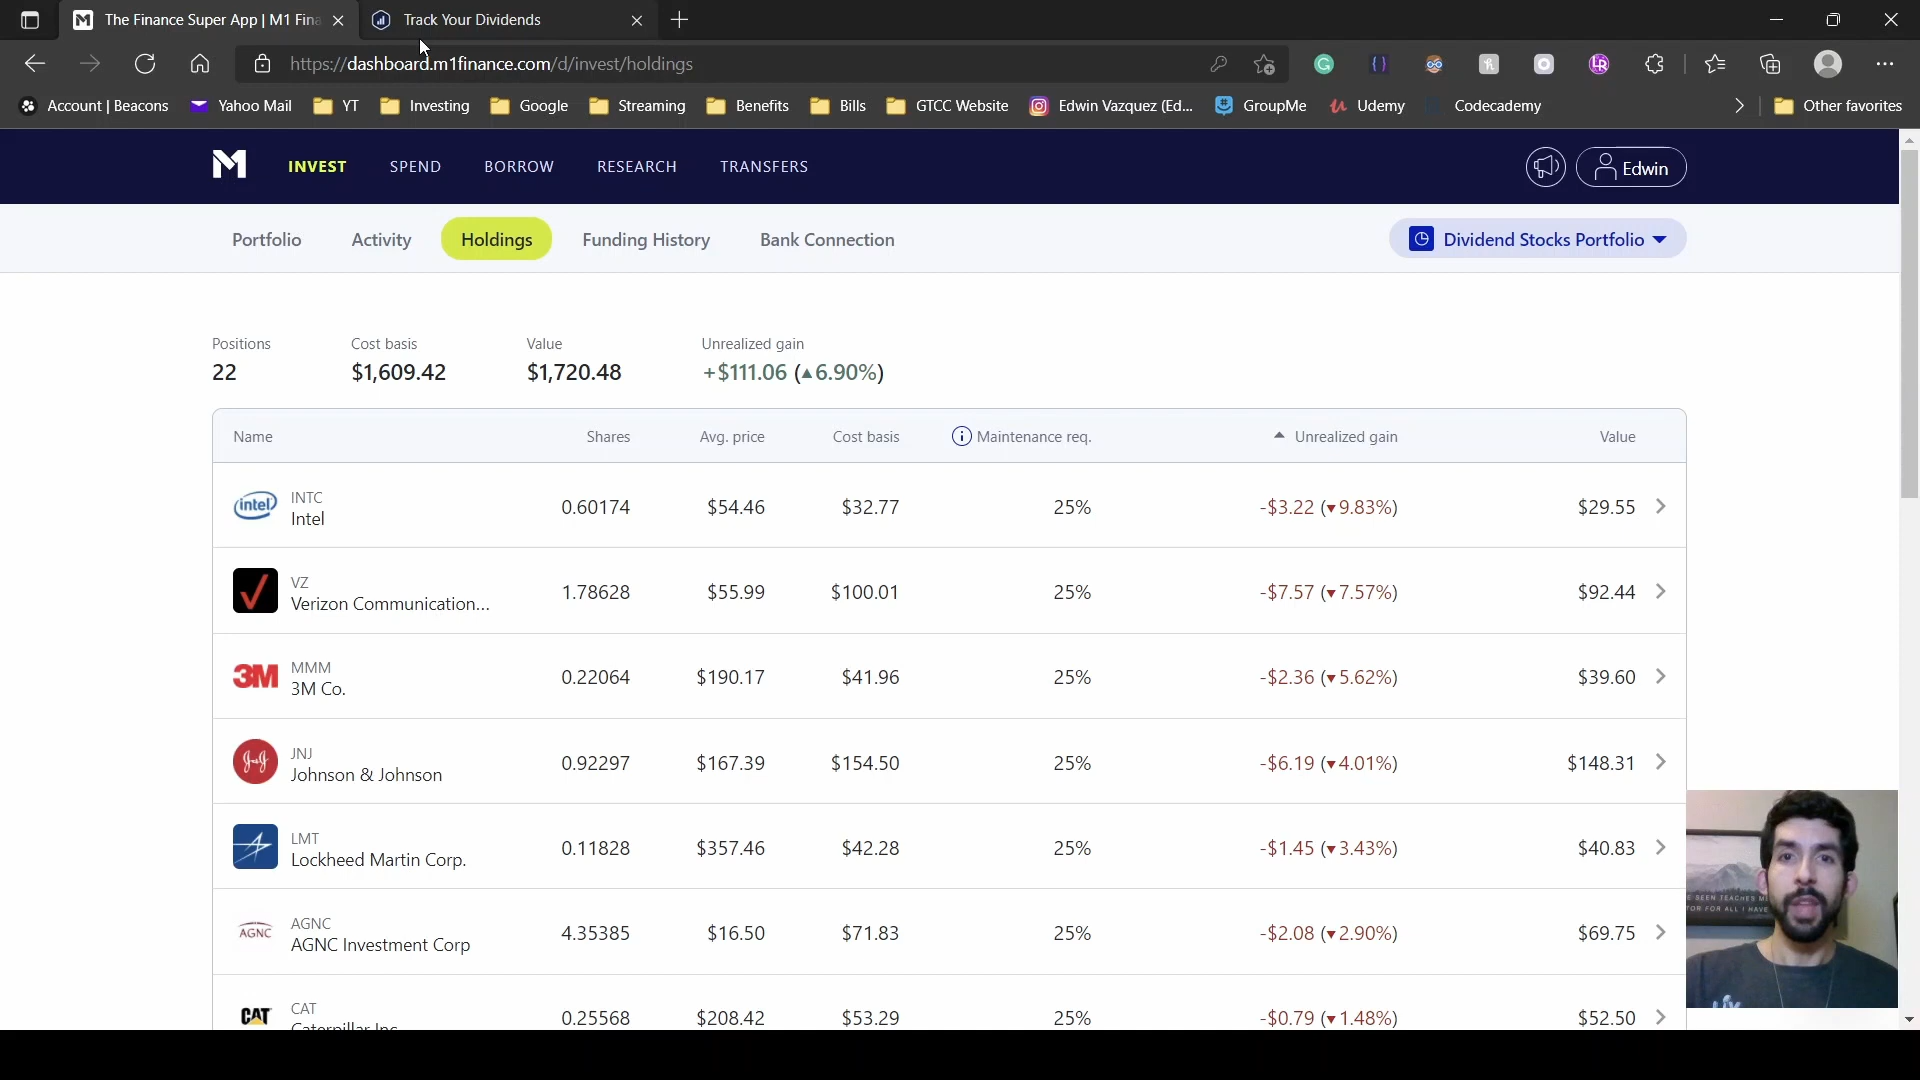 The Finance Super App | M1 Fina
Track Your Dividends
https://dashboard.m1finance.com/d/invest/holdings
Account | Beacons
Yahoo Mail
YT
Investing
Google
Streaming
Benefits
Bills
GTCC Website
Edwin Vazquez (Ed...
GroupMe
Udemy
Codecademy
Other favorites
INVEST
SPEND
BORROW
RESEARCH
TRANSFERS
Edwin
Portfolio
Activity
Holdings
Funding History
Bank Connection
Dividend Stocks Portfolio
Positions
22
Cost basis
$1,609.42
Value
$1,720.48
Unrealized gain
+$111.06 (▲6.90%)
Name Shares Avg. price Cost basis Maintenance req. Unrealized gain Value
intel
INTC
Intel
0.60174 $54.46 $32.77 25% -$3.22 (▼9.83%) $29.55
VZ
Verizon Communication...
1.78628 $55.99 $100.01 25% -$7.57 (▼7.57%) $92.44
3M
MMM
3M Co.
0.22064 $190.17 $41.96 25% -$2.36 (▼5.62%) $39.60
JNJ
Johnson & Johnson
0.92297 $167.39 $154.50 25% -$6.19 (▼4.01%) $148.31
LMT
Lockheed Martin Corp.
0.11828 $357.46 $42.28 25% -$1.45 (▼3.43%) $40.83
AGNC
AGNC
AGNC Investment Corp
4.35385 $16.50 $71.83 25% -$2.08 (▼2.90%) $69.75
CAT
CAT
Caterpillar Inc.
0.25568 $208.42 $53.29 25% -$0.79 (▼1.48%) $52.50